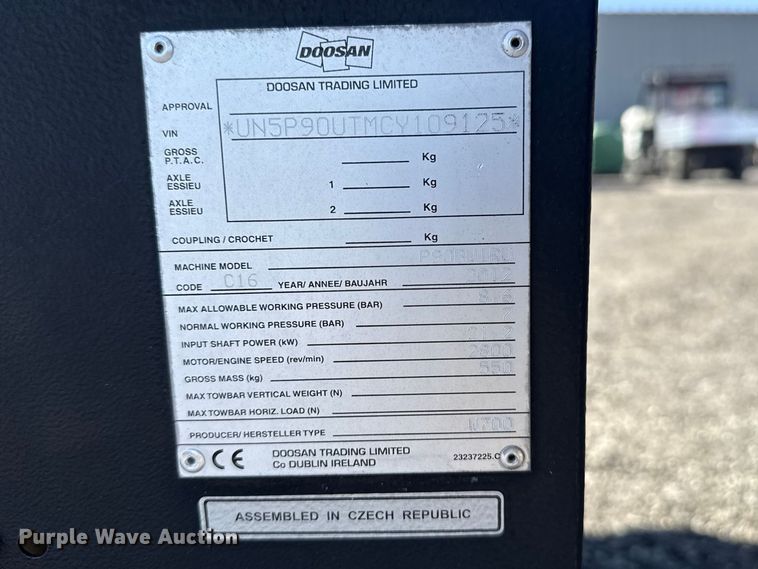 DOOSAN
DOOSAN TRADING LIMITED
APPROVAL
VIN *UN5P90UTMCY109125*
GROSS P.T.A.C. Kg
AXLE ESSIEU 1 Kg
AXLE ESSIEU 2 Kg
COUPLING / CROCHET Kg
MACHINE MODEL
CODE C16 YEAR/ ANNEE/ BAUJAHR 2012
MAX ALLOWABLE WORKING PRESSURE (BAR)
NORMAL WORKING PRESSURE (BAR) 7
INPUT SHAFT POWER (kW)
MOTOR/ENGINE SPEED (rev/min) 2800
GROSS MASS (kg) 550
MAX TOWBAR VERTICAL WEIGHT (N)
MAX TOWBAR HORIZ. LOAD (N)
PRODUCER/ HERSTELLER TYPE W700
CE DOOSAN TRADING LIMITED
Co DUBLIN IRELAND 23237225.C
ASSEMBLED IN CZECH REPUBLIC
Purple Wave Auction